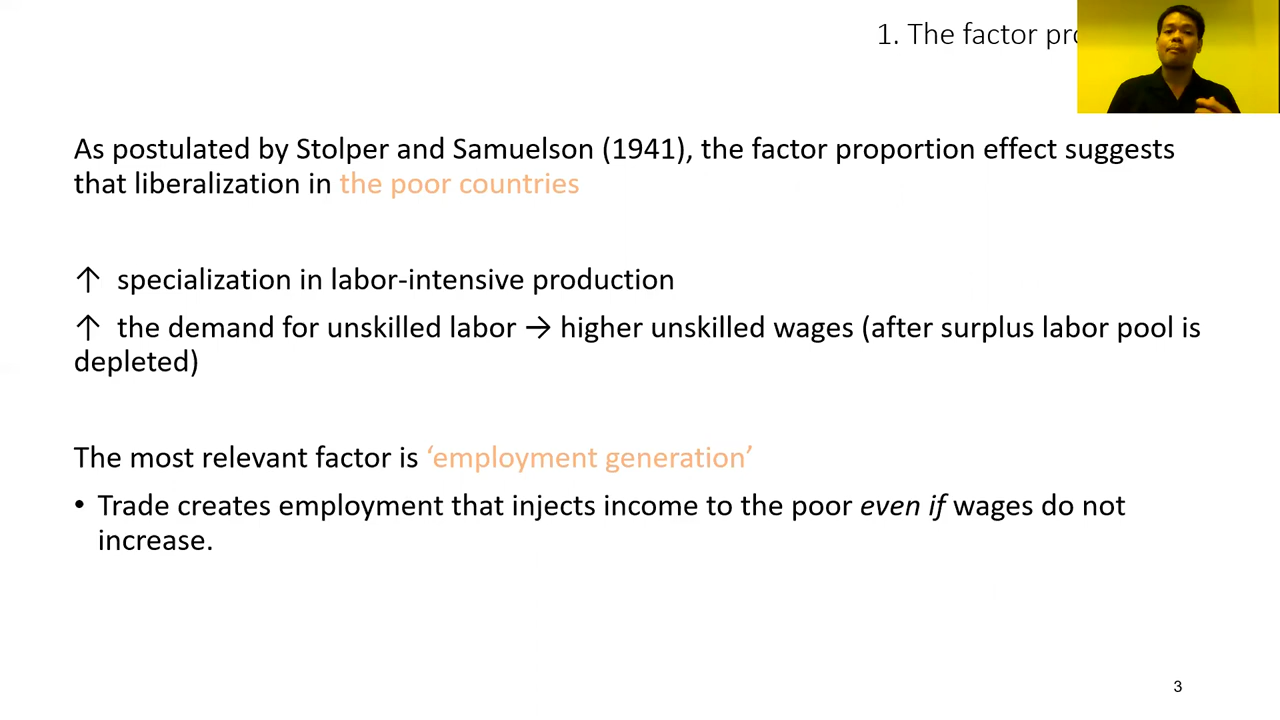 1. The factor
As postulated by Stolper and Samuelson (1941), the factor proportion effect suggests
that liberalization in the poor countries
↑ specialization in labor-intensive production
↑ the demand for unskilled labor → higher unskilled wages (after surplus labor pool is
depleted)
The most relevant factor is ‘employment generation’
• Trade creates employment that injects income to the poor even if wages do not
increase.
3